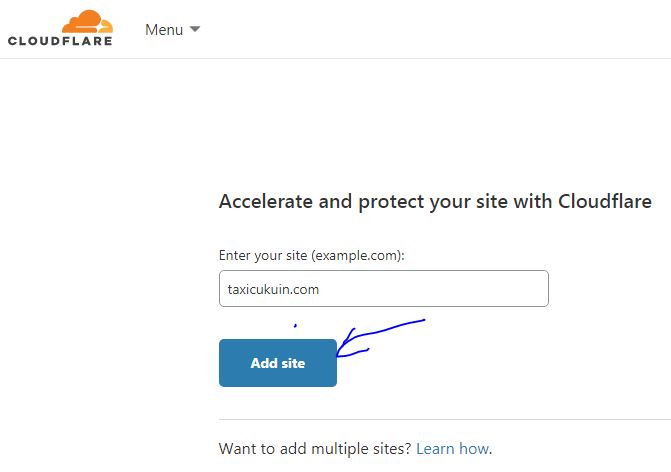 CLOUDFLARE
Menu
Accelerate and protect your site with Cloudflare
Enter your site (example.com):
taxicukuin.com
Add site
Want to add multiple sites? Learn how.